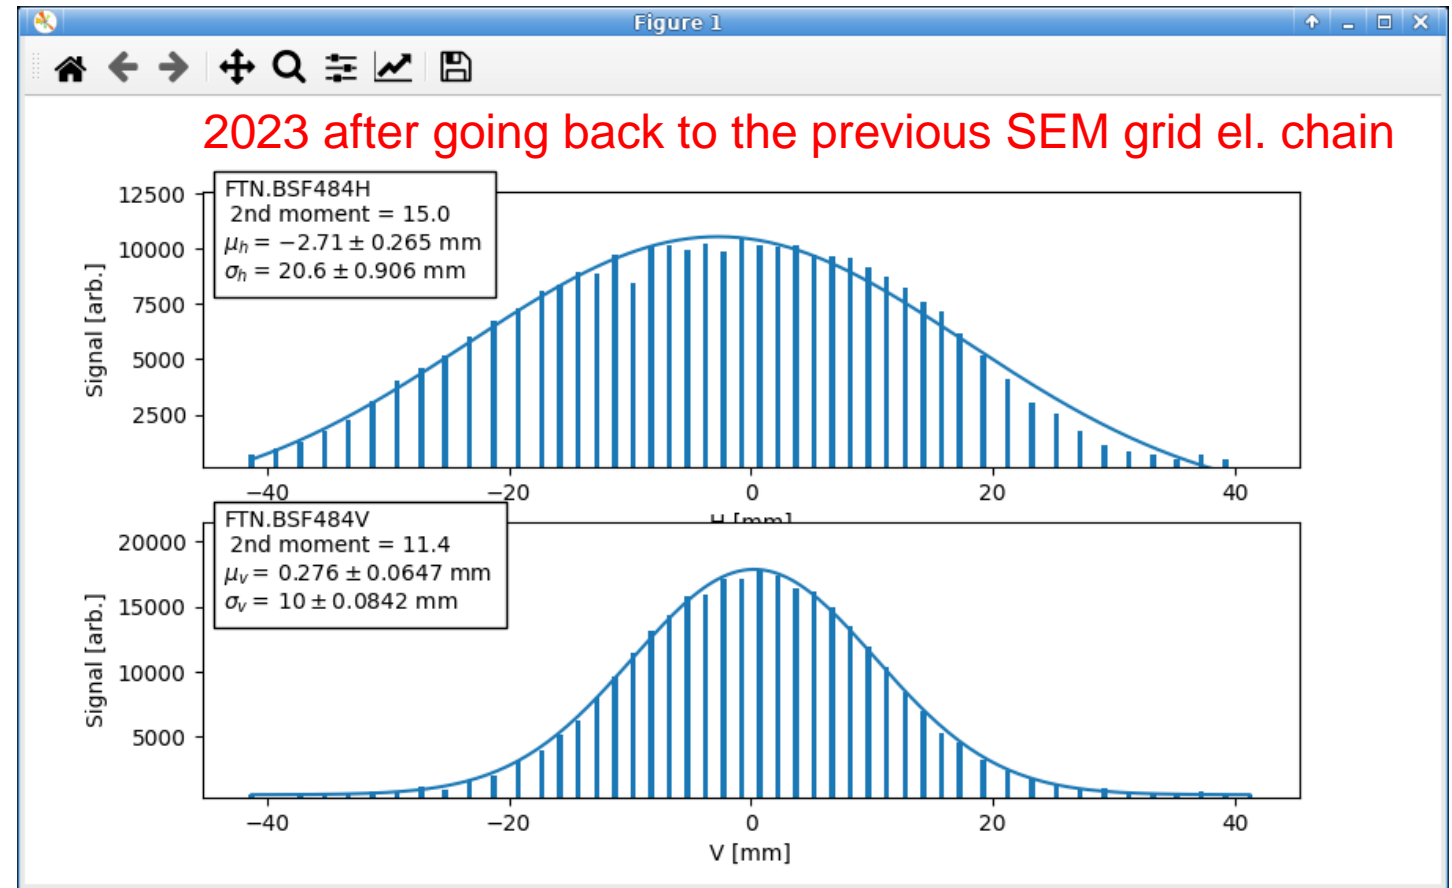 Figure 1
2023 after going back to the previous SEM grid el. chain
FTN.BSF484H
2nd moment = 15.0
μh = −2.71 ± 0.265 mm
σh = 20.6 ± 0.906 mm
12500
10000
7500
5000
2500
Signal [arb.]
−40 −20 0 20 40
H [mm]
FTN.BSF484V
2nd moment = 11.4
μv = 0.276 ± 0.0647 mm
σv = 10 ± 0.0842 mm
20000
15000
10000
5000
Signal [arb.]
−40 −20 0 20 40
V [mm]